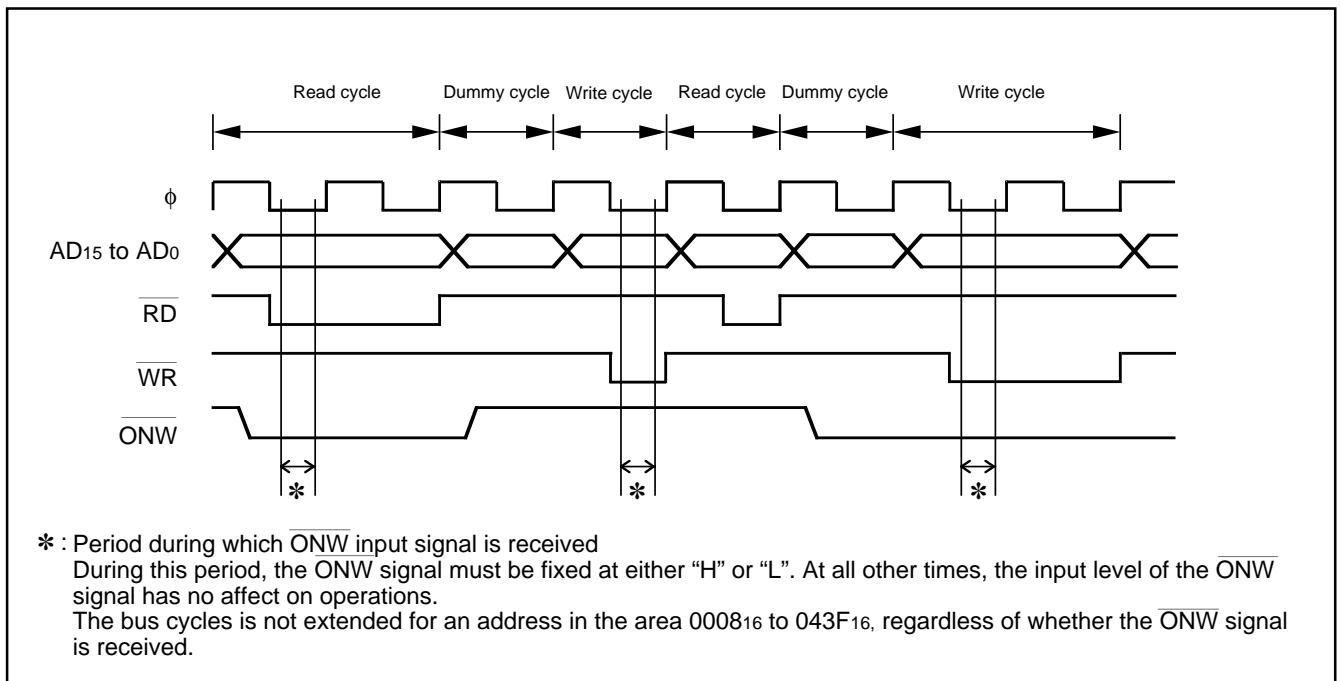 Read cycle Dummy cycle Write cycle Read cycle Dummy cycle Write cycle
ϕ
AD15 to AD0
RD
WR
ONW
* * *
* : Period during which ONW input signal is received
During this period, the ONW signal must be fixed at either “H” or “L”. At all other times, the input level of the ONW
signal has no affect on operations.
The bus cycles is not extended for an address in the area 000816 to 043F16, regardless of whether the ONW signal
is received.